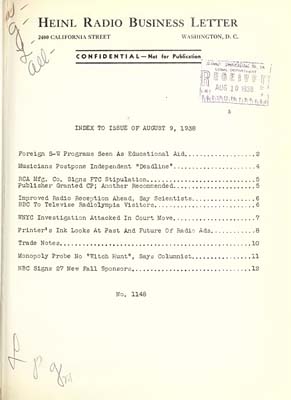 HEINL RADIO BUSINESS LETTER
2400 CALIFORNIA STREET WASHINGTON, D. C.
CONFIDENTIAL—Not for Publication
RECEIVED
AUG 10 1938
INDEX TO ISSUE OF AUGUST 9, 1938
Foreign S-W Programs Seen As Educational Aid..................2
Musicians Postpone Independent "Deadline".....................4
RCA Mfg. Co. Signs FTC Stipulation............................5
Publisher Granted CP; Another Recommended.....................5
Improved Radio Reception Ahead, Say Scientists................6
BBC To Televise Radiolympia Visitors..........................6
WNYC Investigation Attacked In Court Move.....................7
Printer's Ink Looks At Past And Future Of Radio Ads...........8
Trade Notes..................................................10
Monopoly Probe No "Witch Hunt", Says Columnist...............11
NBC Signs 27 New Fall Sponsors...............................12
No. 1148